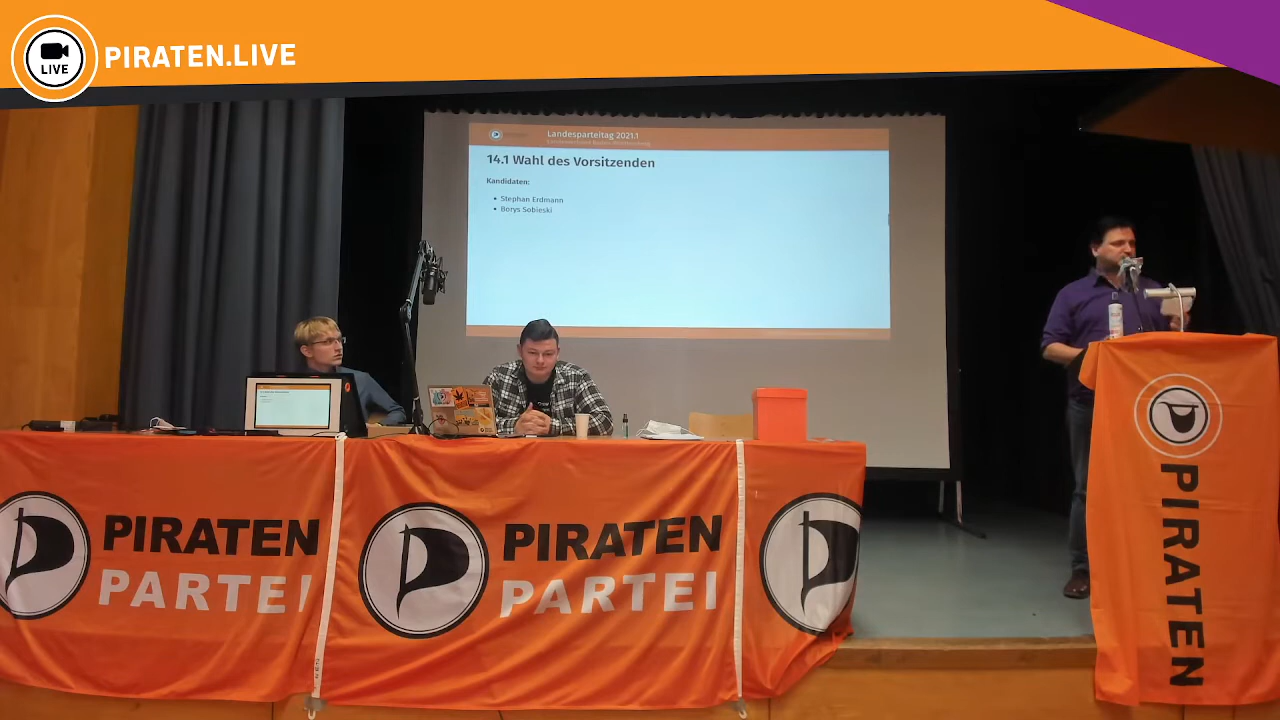 LIVE
PIRATEN.LIVE
Landesparteitag 2021.1
14.1 Wahl des Vorsitzenden
Kandidaten:
Stephan Erdmann
Borys Sobieski
PIRATEN
PARTEI
PIRATEN
PARTEI
PIRATEN